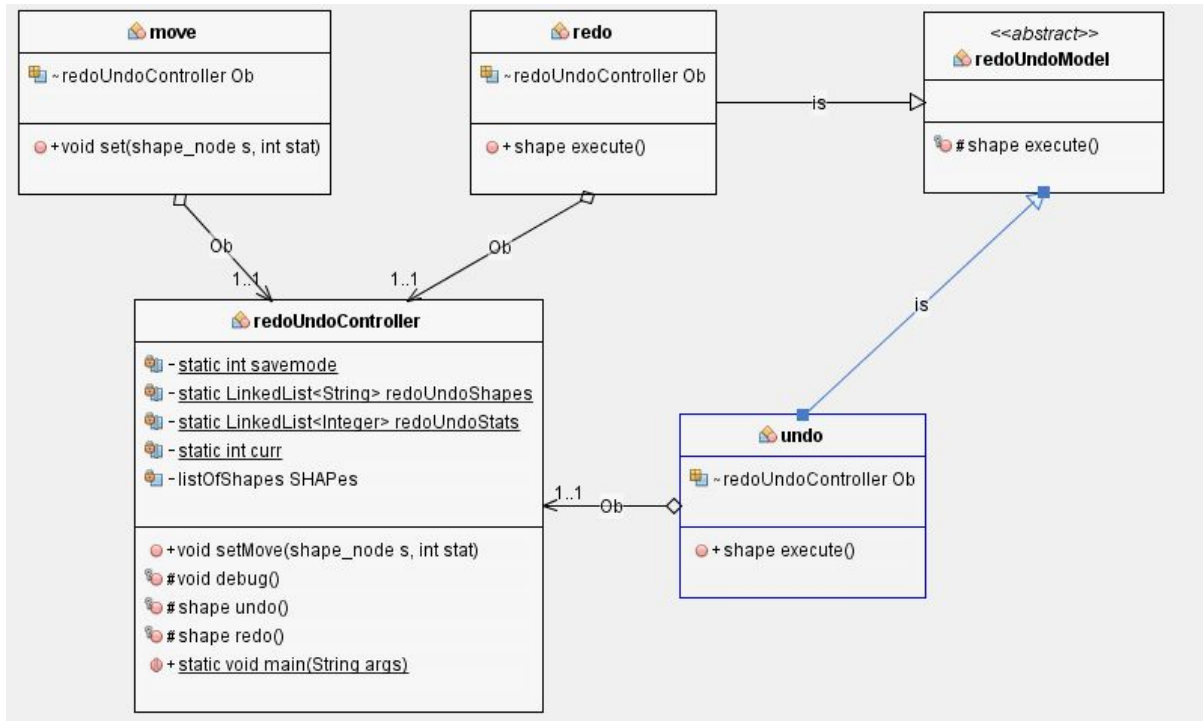 move
~redoUndoController Ob
+void set(shape_node s, int stat)
redo
~redoUndoController Ob
+shape execute()
is
<<abstract>>
redoUndoModel
#shape execute()
Ob
1..1
Ob
1..1
is
redoUndoController
-static int savemode
-static LinkedList<String> redoUndoShapes
-static LinkedList<Integer> redoUndoStats
-static int curr
-listOfShapes SHAPes
+void setMove(shape_node s, int stat)
#void debug()
#shape undo()
#shape redo()
+static void main(String args)
1..1
Ob
undo
~redoUndoController Ob
+shape execute()